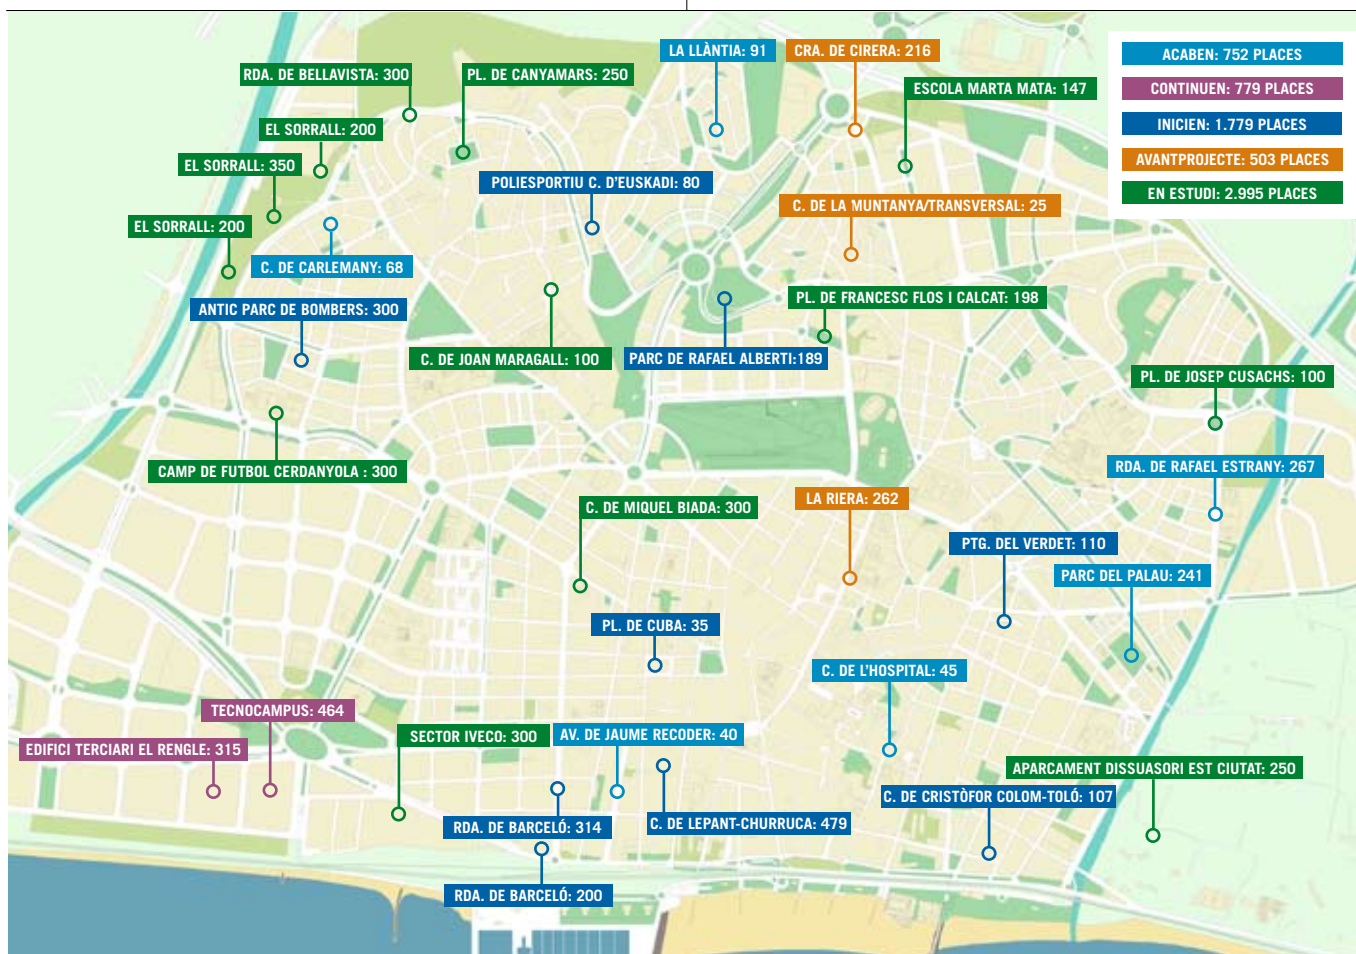 LA LLÀNTIA: 91
CRA. DE CIRERA: 216
ACABEN: 752 PLACES
CONTINUEN: 779 PLACES
INICIEN: 1.779 PLACES
AVANTPROJECTE: 503 PLACES
EN ESTUDI: 2.995 PLACES
RDA. DE BELLAVISTA: 300
PL. DE CANYAMARS: 250
ESCOLA MARTA MATA: 147
EL SORRALL: 200
EL SORRALL: 350
POLIESPORTIU C. D'EUSKADI: 80
C. DE LA MUNTANYA/TRANSVERSAL: 25
EL SORRALL: 200
C. DE CARLEMANY: 68
ANTIC PARC DE BOMBERS: 300
PL. DE FRANCESC FLOS I CALCAT: 198
C. DE JOAN MARAGALL: 100
PARC DE RAFAEL ALBERTI:189
PL. DE JOSEP CUSACHS: 100
CAMP DE FUTBOL CERDANYOLA : 300
RDA. DE RAFAEL ESTRANY: 267
LA RIERA: 262
C. DE MIQUEL BIADA: 300
PTG. DEL VERDET: 110
PARC DEL PALAU: 241
PL. DE CUBA: 35
C. DE L'HOSPITAL: 45
TECNOCAMPUS: 464
SECTOR IVECO: 300
AV. DE JAUME RECODER: 40
EDIFICI TERCIARI EL RENGLE: 315
APARCAMENT DISSUASORI EST CIUTAT: 250
C. DE CRISTÒFOR COLOM-TOLÓ: 107
RDA. DE BARCELÓ: 314
C. DE LEPANT-CHURRUCA: 479
RDA. DE BARCELÓ: 200